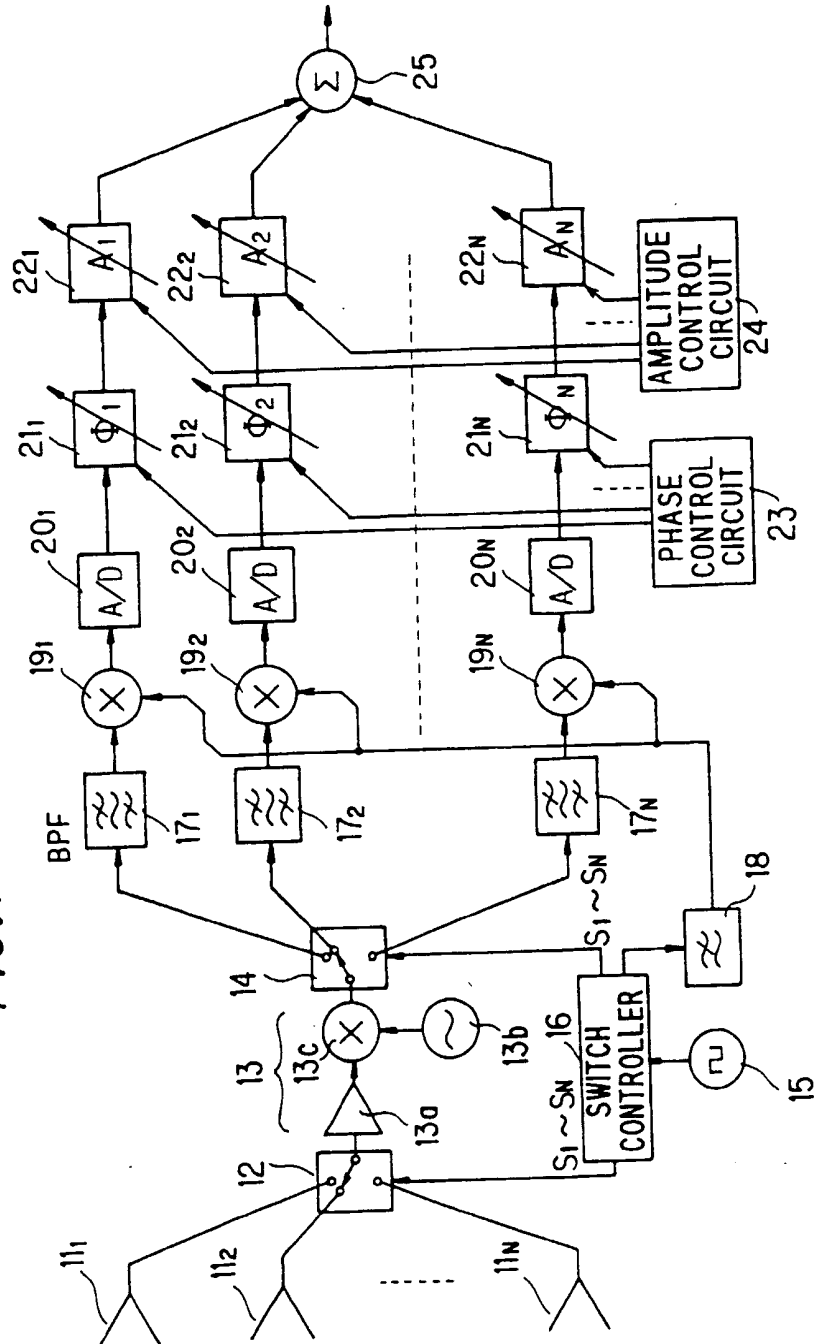 11₁
11₂
11N
12
13
13a
13b
13c
14
15
16
SWITCH
CONTROLLER
S₁~SN
S₁~SN
18
BPF
17₁
17₂
17N
19₁
19₂
19N
20₁
A/D
20₂
A/D
20N
A/D
21₁
Φ₁
21₂
Φ₂
21N
ΦN
PHASE
CONTROL
CIRCUIT
23
22₁
A₁
22₂
A₂
22N
AN
AMPLITUDE
CONTROL
CIRCUIT
24
Σ
25